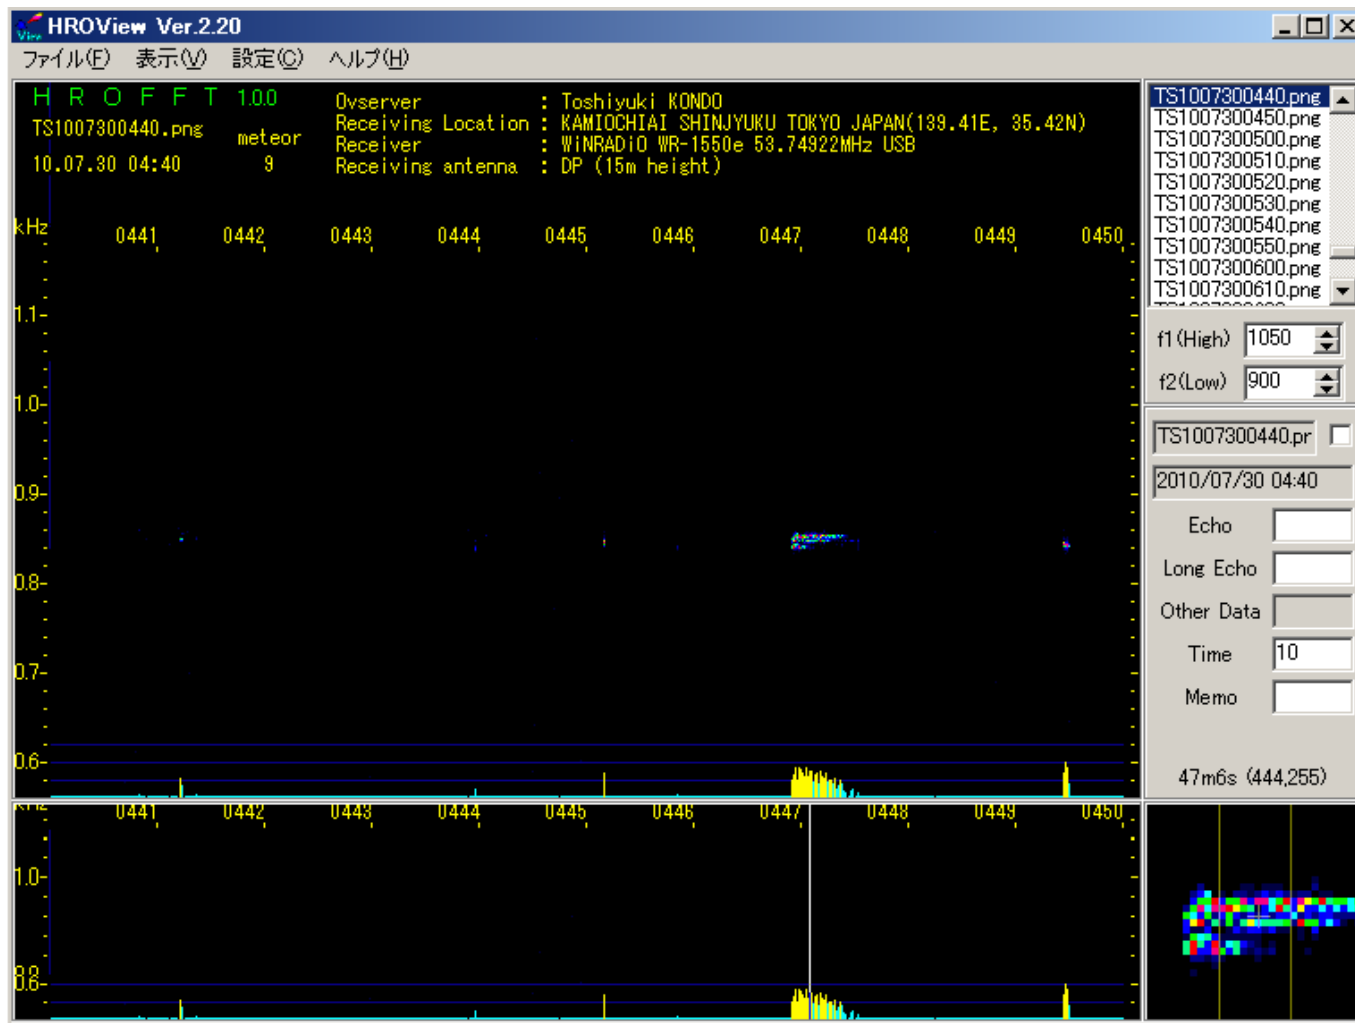 HROView Ver.2.20
ファイル(F) 表示(V) 設定(C) ヘルプ(H)
H R O F F T 1.0.0
TS1007300440.png meteor
10.07.30 04:40 9
Ovserver : Toshiyuki KONDO
Receiving Location : KAMIOCHIAI SHINJYUKU TOKYO JAPAN(139.41E, 35.42N)
Receiver : WiNRADiO WR-1550e 53.74922MHz USB
Receiving antenna : DP (15m height)
kHz 0441 0442 0443 0444 0445 0446 0447 0448 0449 0450
1.1
1.0
0.9
0.8
0.7
0.6
TS1007300440.png
TS1007300450.png
TS1007300500.png
TS1007300510.png
TS1007300520.png
TS1007300530.png
TS1007300540.png
TS1007300550.png
TS1007300600.png
TS1007300610.png
f1(High) 1050
f2(Low) 900
TS1007300440.pr
2010/07/30 04:40
Echo
Long Echo
Other Data
Time 10
Memo
47m6s (444,255)
kHz 0441 0442 0443 0444 0445 0446 0447 0448 0449 0450
1.0
0.6